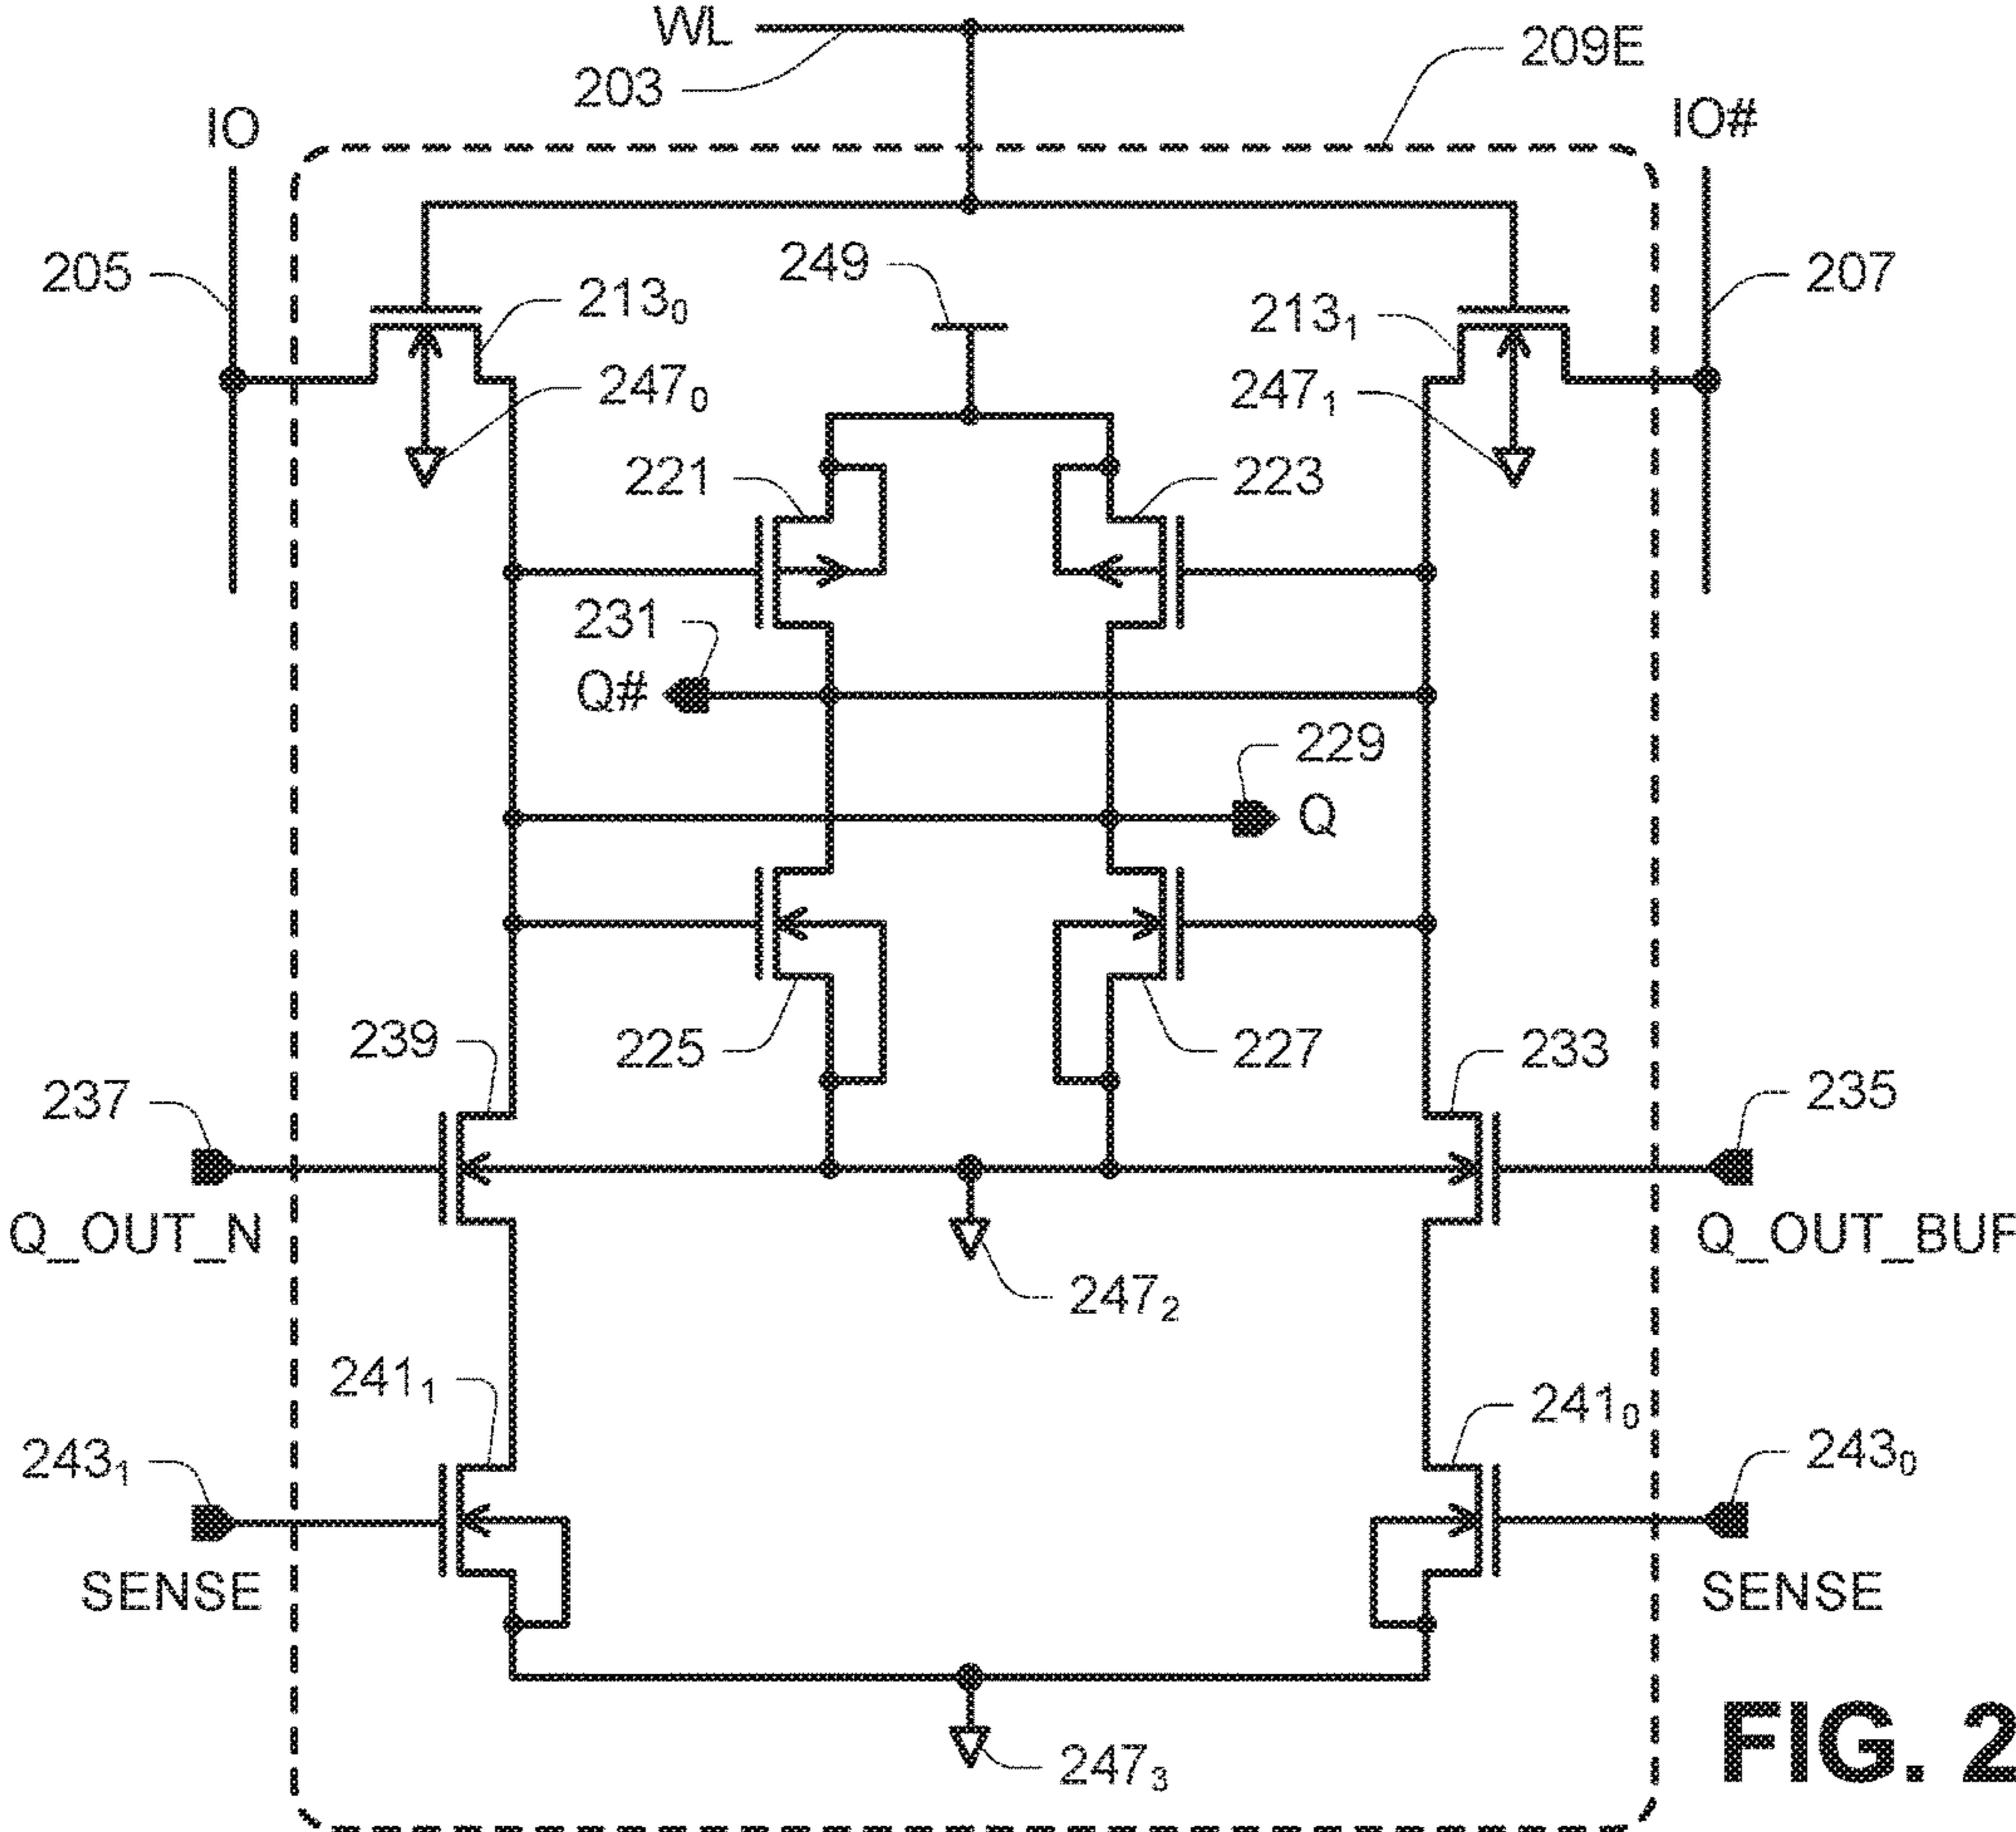 WL
203
209E
IO
IO#
205
213₀
249
213₁
207
247₀
247₁
221
223
231
Q#
229
Q
239
225
227
233
237
235
Q_OUT_N
Q_OUT_BUF
247₂
241₁
241₀
243₁
243₀
SENSE
SENSE
247₃
FIG. 2